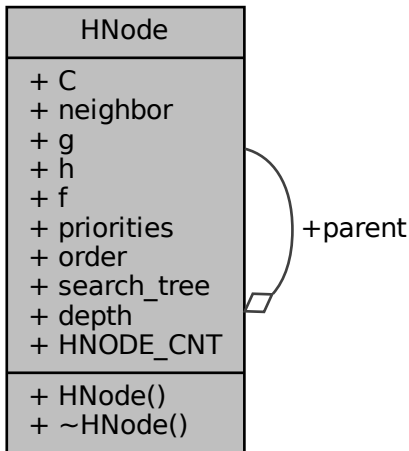 HNode
+ C
+ neighbor
+ g
+ h
+ f
+ priorities
+ order
+ search_tree
+ depth
+ HNODE_CNT
+ HNode()
+ ~HNode()
+parent